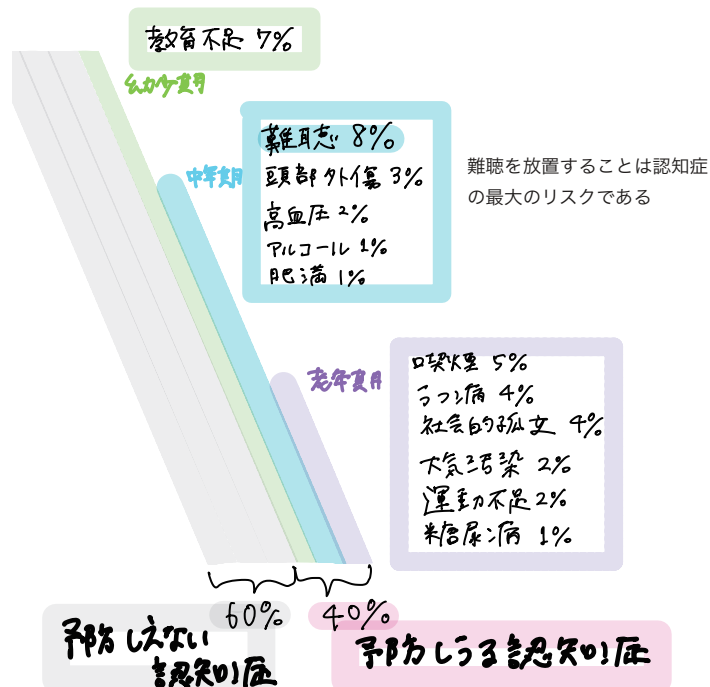 教育不足 7%
幼少期
中年期
難聴 8%
頭部外傷 3%
高血圧 2%
アルコール 1%
肥満 1%
難聴を放置することは認知症
の最大のリスクである
老年期
喫煙 5%
うつ病 4%
社会的孤立 4%
大気汚染 2%
運動不足 2%
糖尿病 1%
60%
40%
予防しえない
認知症
予防しうる認知症